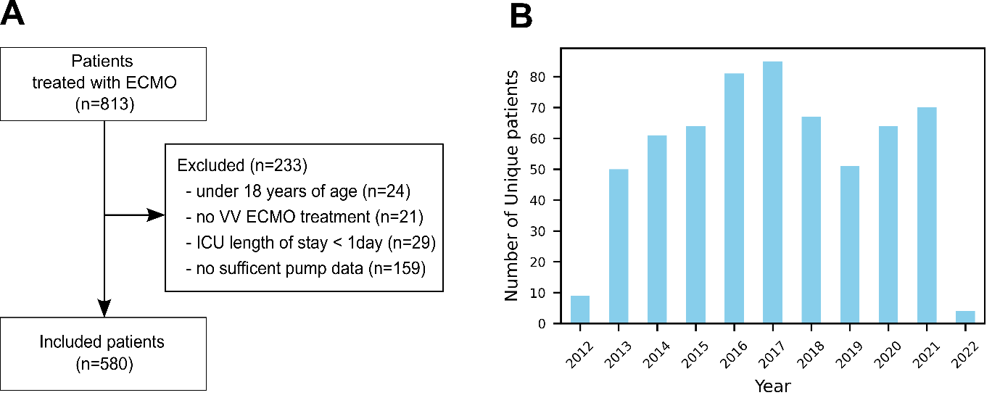 A
Patients
treated with ECMO
(n=813)
Excluded (n=233)
- under 18 years of age (n=24)
- no VV ECMO treatment (n=21)
- ICU length of stay < 1day (n=29)
- no sufficent pump data (n=159)
Included patients
(n=580)
B
Number of Unique patients
80
70
60
50
40
30
20
10
0
2012
2013
2014
2015
2016
2017
2018
2019
2020
2021
2022
Year